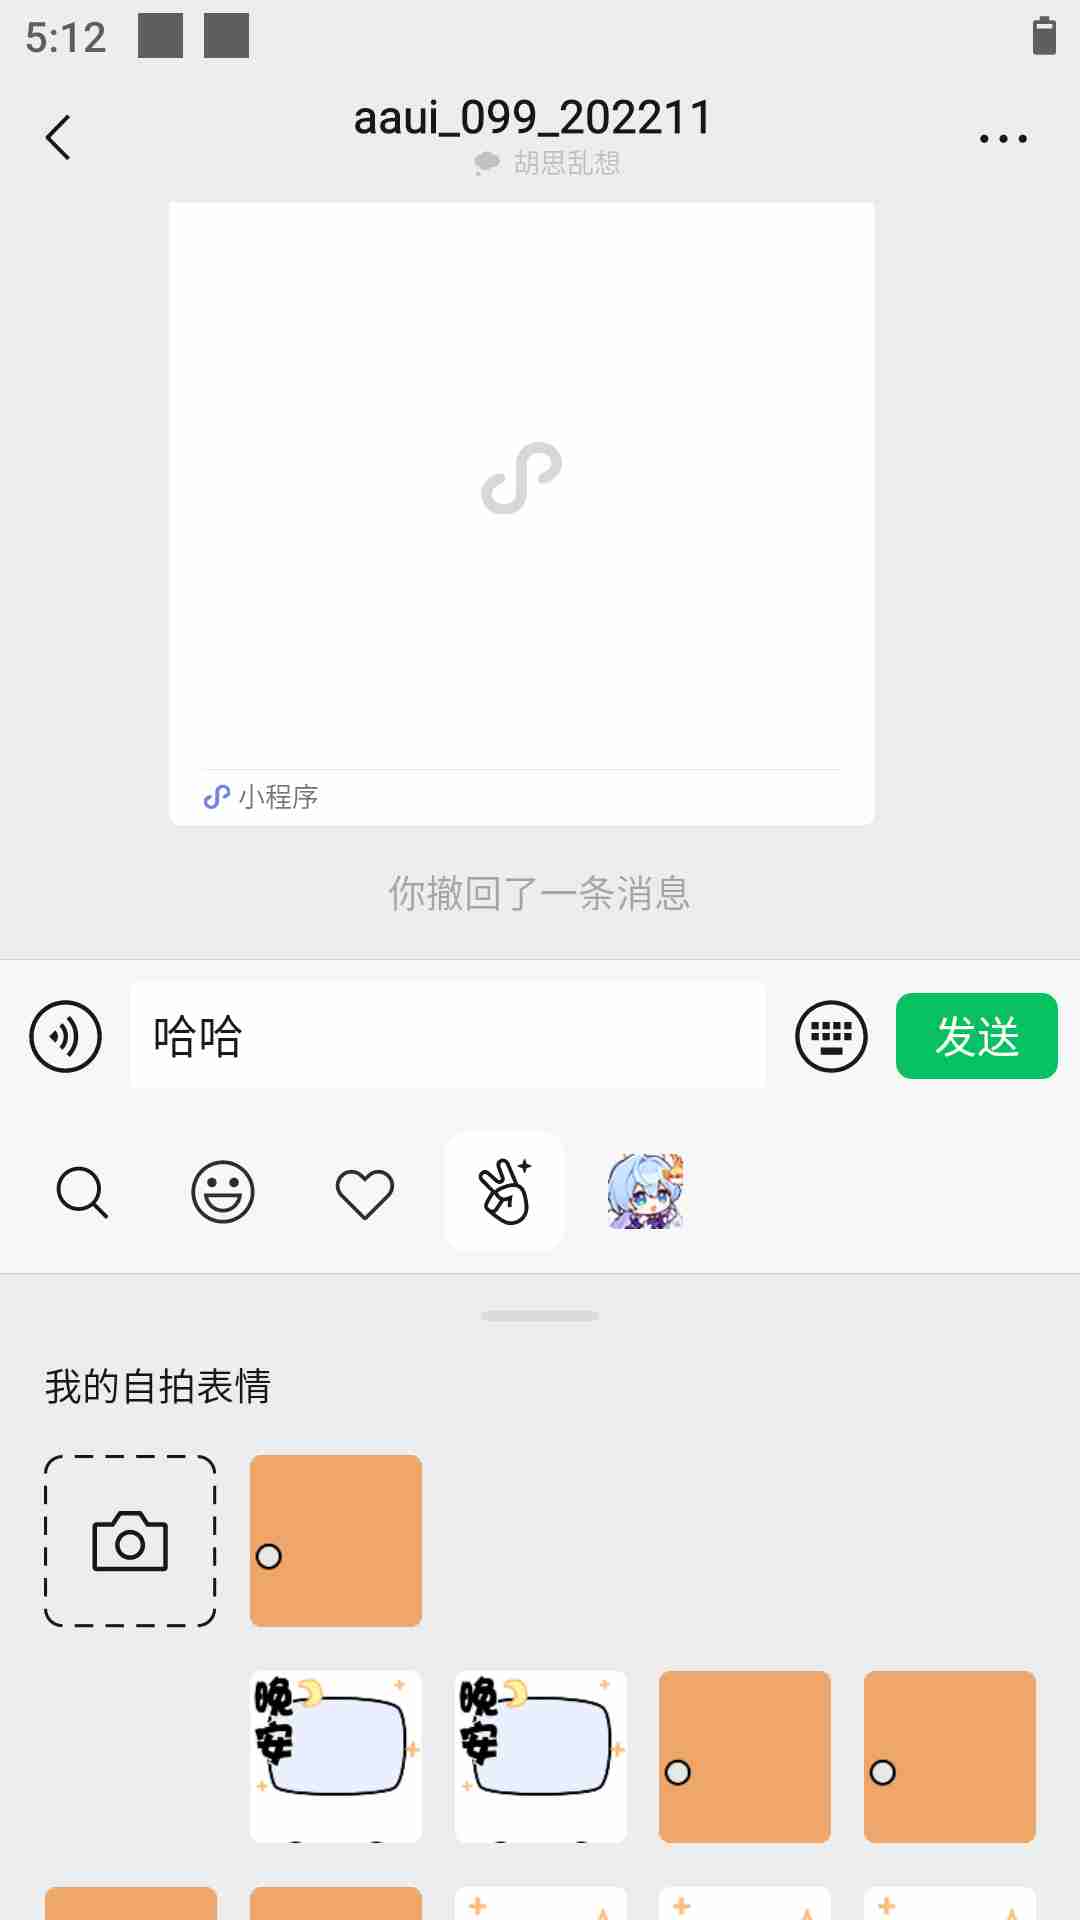 5:12
aaui_099_202211
胡思乱想
小程序
你撤回了一条消息
哈哈
发送
我的自拍表情
晚安
晚安